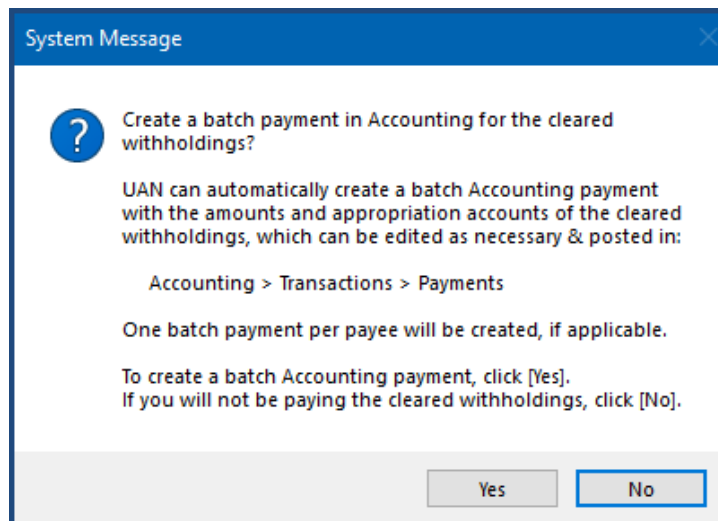 System Message
Create a batch payment in Accounting for the cleared
withholdings?
UAN can automatically create a batch Accounting payment
with the amounts and appropriation accounts of the cleared
withholdings, which can be edited as necessary & posted in:
Accounting > Transactions > Payments
One batch payment per payee will be created, if applicable.
To create a batch Accounting payment, click [Yes].
If you will not be paying the cleared withholdings, click [No].
Yes
No